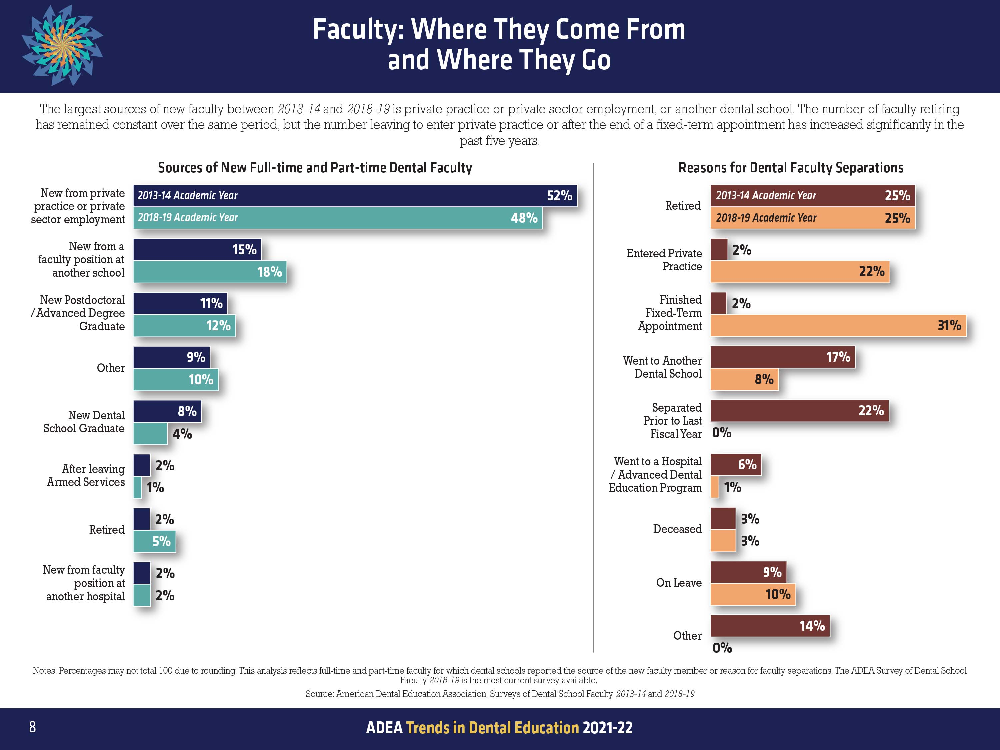 Faculty: Where They Come From
and Where They Go
The largest sources of new faculty between 2013-14 and 2018-19 is private practice or private sector employment, or another dental school. The number of faculty retiring
has remained constant over the same period, but the number leaving to enter private practice or after the end of a fixed-term appointment has increased significantly in the
past five years.
Sources of New Full-time and Part-time Dental Faculty
New from private
practice or private
sector employment
2013-14 Academic Year 52%
2018-19 Academic Year 48%
New from a
faculty position at
another school
15%
18%
New Postdoctoral
/Advanced Degree
Graduate
11%
12%
Other
9%
10%
New Dental
School Graduate
8%
4%
After leaving
Armed Services
2%
1%
Retired
2%
5%
New from faculty
position at
another hospital
2%
2%
Reasons for Dental Faculty Separations
Retired
2013-14 Academic Year 25%
2018-19 Academic Year 25%
Entered Private
Practice
2%
22%
Finished
Fixed-Term
Appointment
2%
31%
Went to Another
Dental School
17%
8%
Separated
Prior to Last
Fiscal Year
22%
0%
Went to a Hospital
/ Advanced Dental
Education Program
6%
1%
Deceased
3%
3%
On Leave
9%
10%
Other
14%
0%
Notes: Percentages may not total 100 due to rounding. This analysis reflects full-time and part-time faculty for which dental schools reported the source of the new faculty member or reason for faculty separations. The ADEA Survey of Dental School
Faculty 2018-19 is the most current survey available.
Source: American Dental Education Association, Surveys of Dental School Faculty, 2013-14 and 2018-19
8
ADEA Trends in Dental Education 2021-22